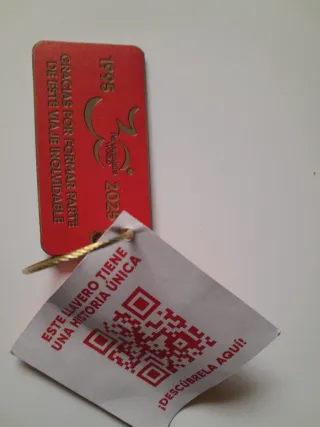 1995
2025
GRACIAS POR FORMAR PARTE
DE ESTE VIAJE INOLVIDABLE
ESTE LLAVERO TIENE
UNA HISTORIA ÚNICA
¡DESCÚBRELA AQUÍ!